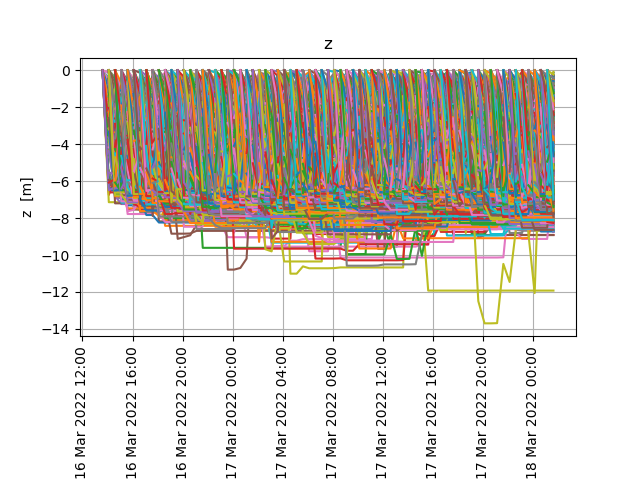 z
z [m]
0
−2
−4
−6
−8
−10
−12
−14
16 Mar 2022 12:00
16 Mar 2022 16:00
16 Mar 2022 20:00
17 Mar 2022 00:00
17 Mar 2022 04:00
17 Mar 2022 08:00
17 Mar 2022 12:00
17 Mar 2022 16:00
17 Mar 2022 20:00
18 Mar 2022 00:00